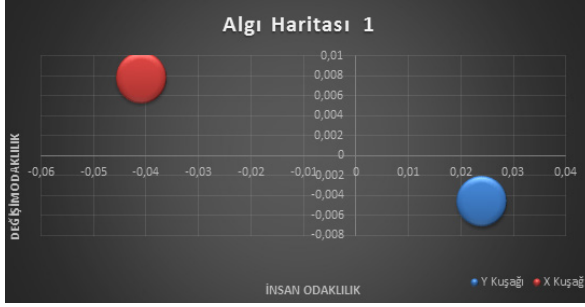 Algı Haritası 1
0,01
0,008
0,006
0,004
0,002
0
-0,06 -0,05 -0,04 -0,03 -0,02 -0,01 0 0,01 0,02 0,03 0,04
-0,002
-0,004
-0,006
-0,008
DEĞİŞİMODAKLILIK
İNSAN ODAKLILIK
Y Kuşağı X Kuşağ